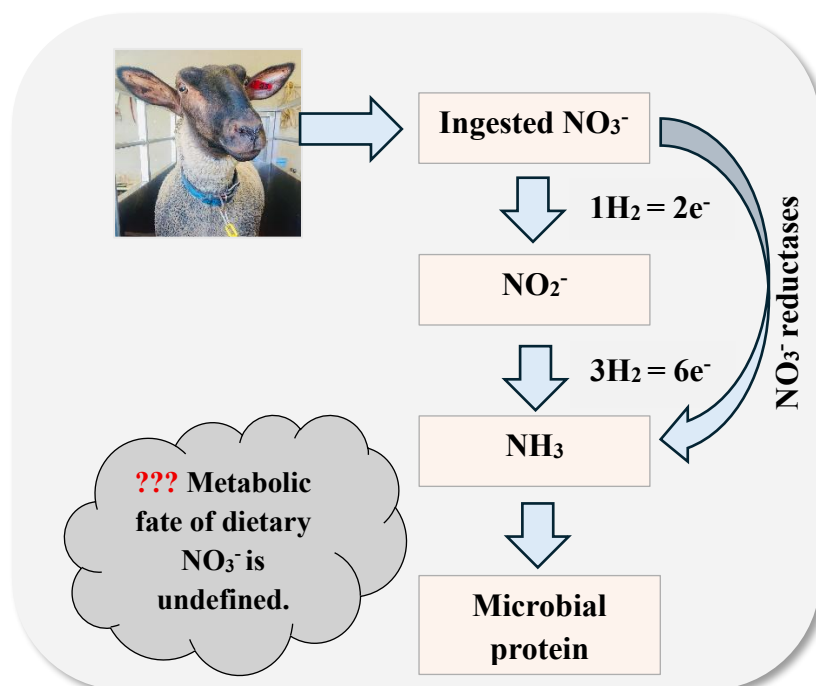 Ingested NO₃⁻
1H₂ = 2e⁻
NO₂⁻
3H₂ = 6e⁻
NH₃
NO₃⁻ reductases
??? Metabolic
fate of dietary
NO₃⁻ is
undefined.
Microbial
protein